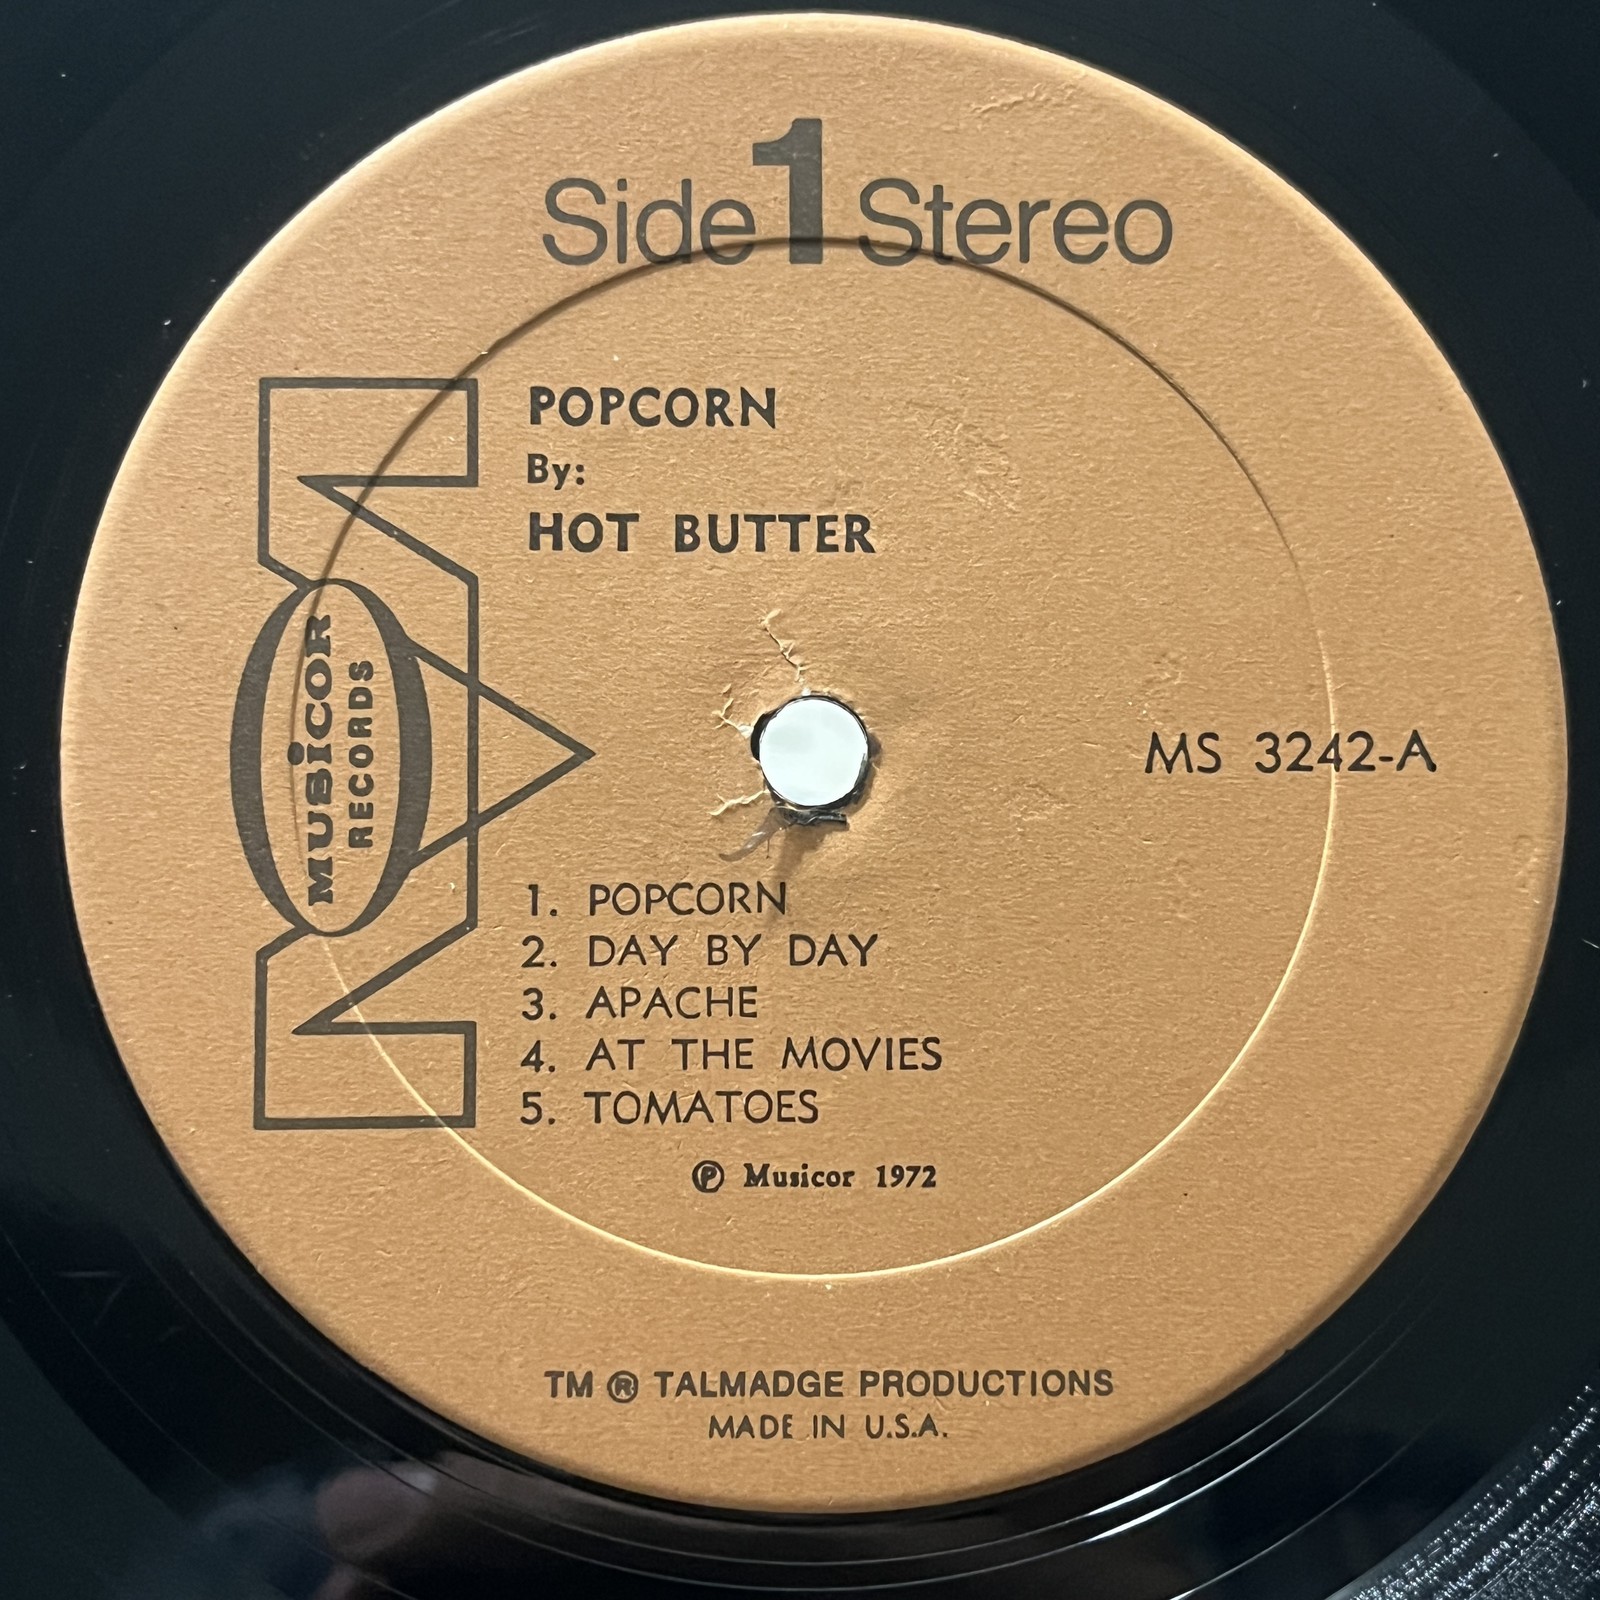 Side 1 Stereo
POPCORN
By:
HOT BUTTER
MUSICOR
RECORDS
MS 3242-A
1. POPCORN
2. DAY BY DAY
3. APACHE
4. AT THE MOVIES
5. TOMATOES
℗ Musicor 1972
TM ® TALMADGE PRODUCTIONS
MADE IN U.S.A.